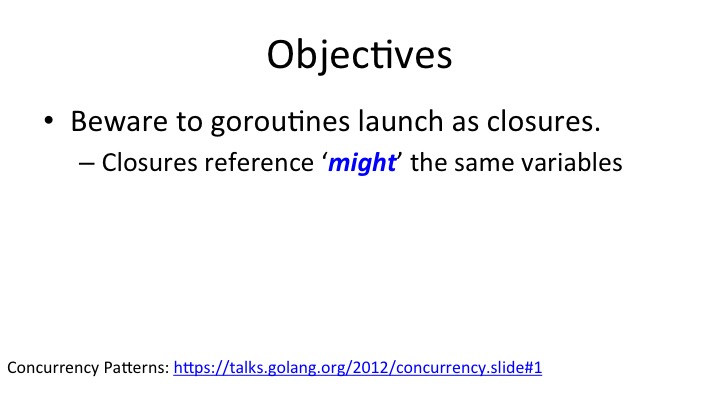 Objectives
• Beware to goroutines launch as closures.
– Closures reference ‘might’ the same variables
Concurrency Patterns: https://talks.golang.org/2012/concurrency.slide#1